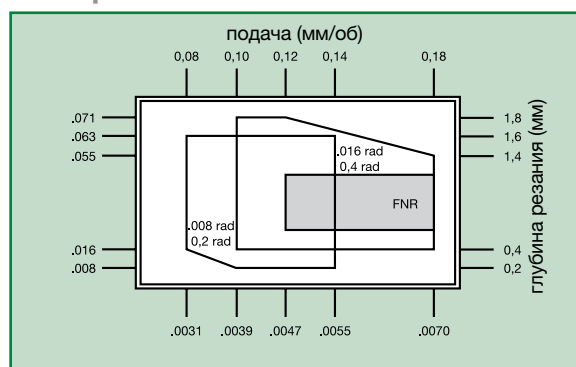 подача (мм/об)
0,08 0,10 0,12 0,14 0,18
.071 1,8
.063 1,6
.055 1,4
.016 rad
0,4 rad
FNR
.008 rad
0,2 rad
.016 0,4
.008 0,2
глубина резания (мм)
.0031 .0039 .0047 .0055 .0070